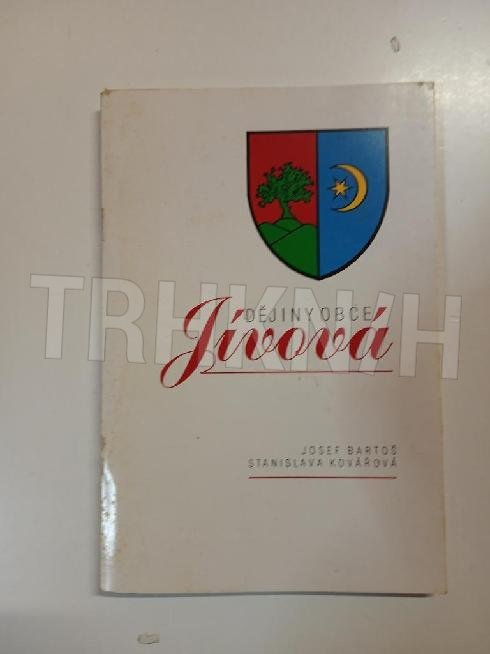 DĚJINY OBCE
Jívová
TRHKNIH
JOSEF BARTOŠ
STANISLAVA KOVÁŘOVÁ